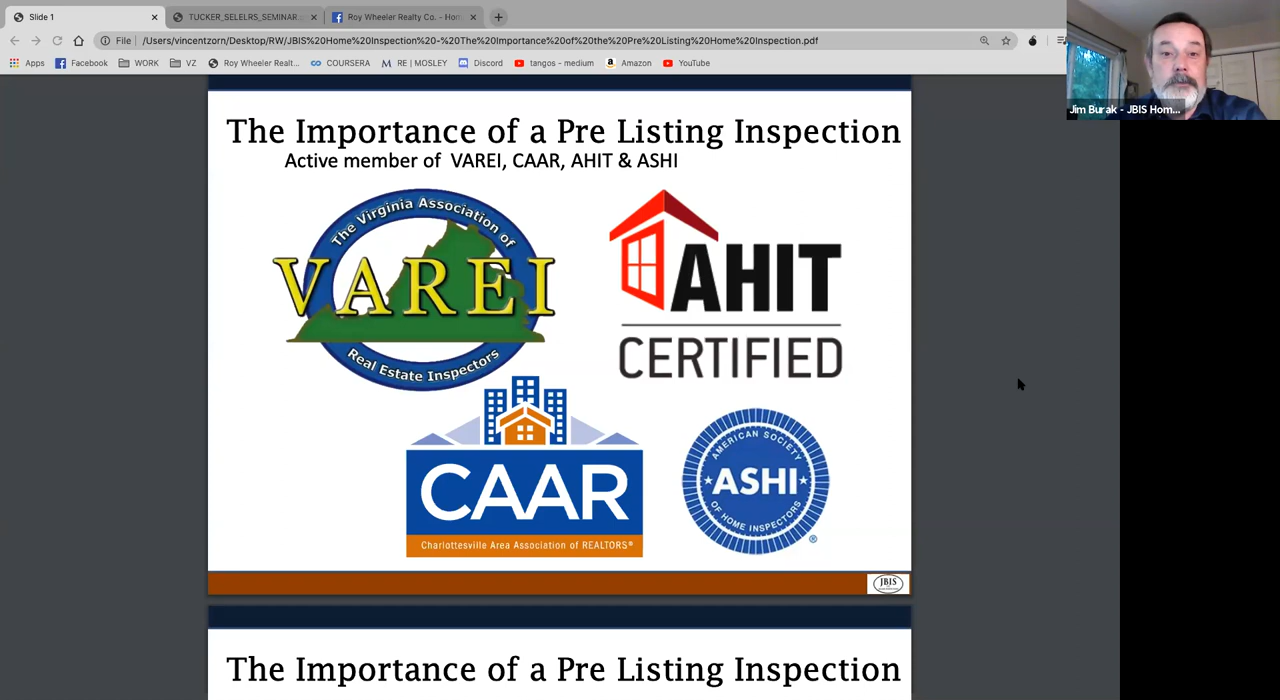 Slide 1
TUCKER_SELELRS_SEMINAR
Roy Wheeler Realty Co. - Hom
File
/Users/vincentzorn/Desktop/RW/JBIS%20Home%20Inspection%20-%20The%20Importance%20of%20the%20Pre%20Listing%20Home%20Inspection.pdf
Apps Facebook WORK VZ Roy Wheeler Realt... COURSERA RE | MOSLEY Discord tangos - medium Amazon YouTube
Jim Burak - JBIS Hom...
The Importance of a Pre Listing Inspection
Active member of VAREI, CAAR, AHIT & ASHI
The Virginia Association of
VAREI
Real Estate Inspectors
AHIT
CERTIFIED
CAAR
Charlottesville Area Association of REALTORS®
AMERICAN SOCIETY
ASHI
OF HOME INSPECTORS
®
JBIS
The Importance of a Pre Listing Inspection